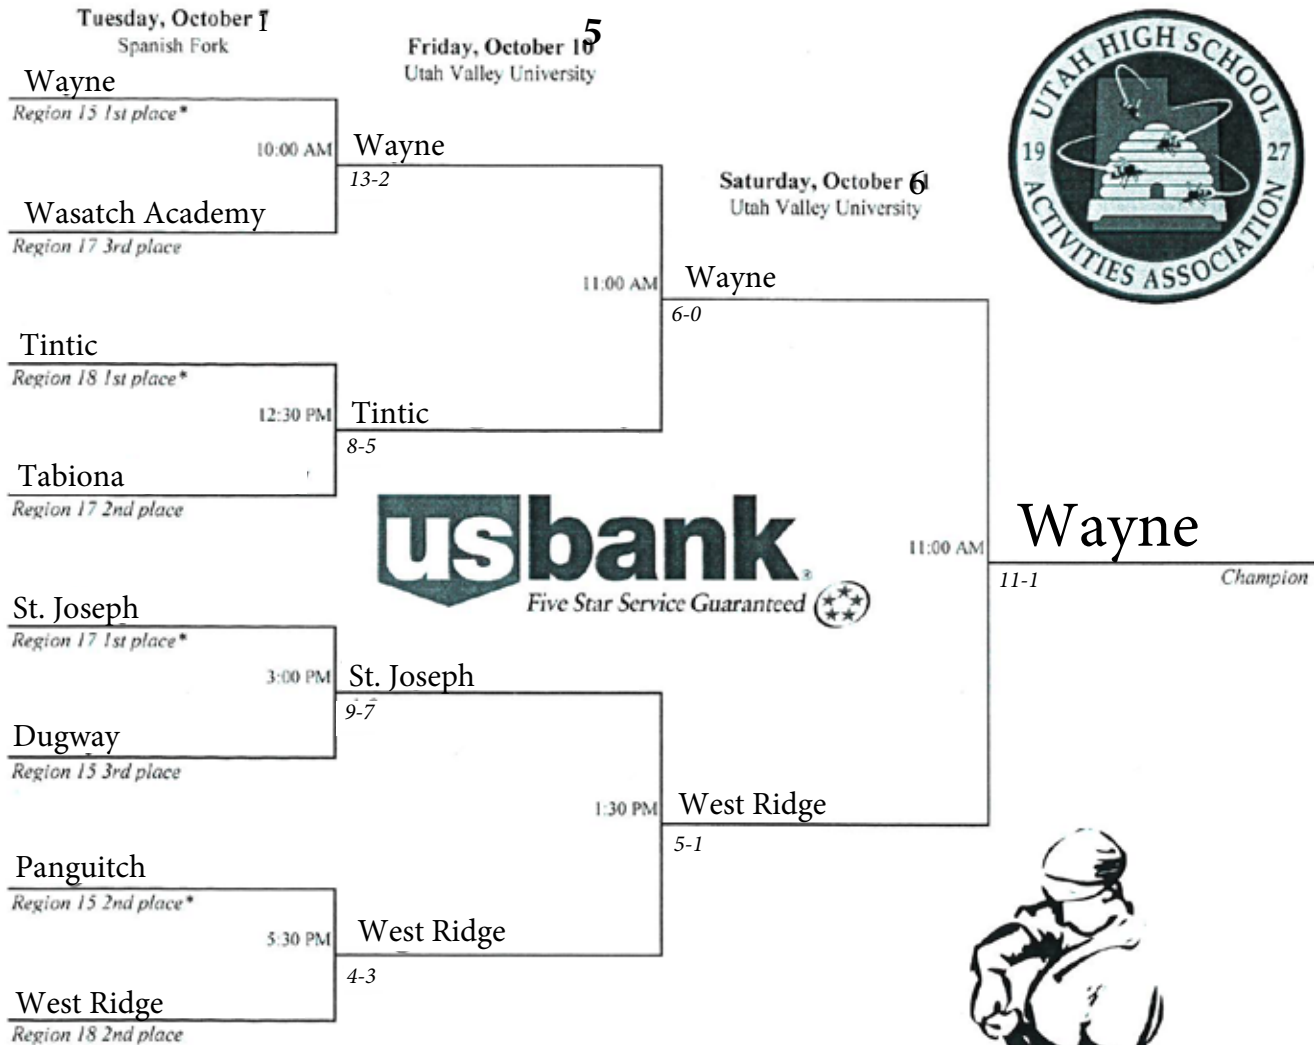 Tuesday, October 1
Spanish Fork
Friday, October 5
Utah Valley University
Saturday, October 6
Utah Valley University
UTAH HIGH SCHOOL
19 27
ACTIVITIES ASSOCIATION
Wayne
Region 15 1st place*
10:00 AM
Wasatch Academy
Region 17 3rd place
Wayne
13-2
Tintic
Region 18 1st place*
12:30 PM
Tabiona
Region 17 2nd place
Tintic
8-5
11:00 AM
Wayne
6-0
usbank®
Five Star Service Guaranteed
11:00 AM
Wayne
11-1
Champion
St. Joseph
Region 17 1st place*
3:00 PM
Dugway
Region 15 3rd place
St. Joseph
9-7
Panguitch
Region 15 2nd place*
5:30 PM
West Ridge
Region 18 2nd place
West Ridge
4-3
1:30 PM
West Ridge
5-1